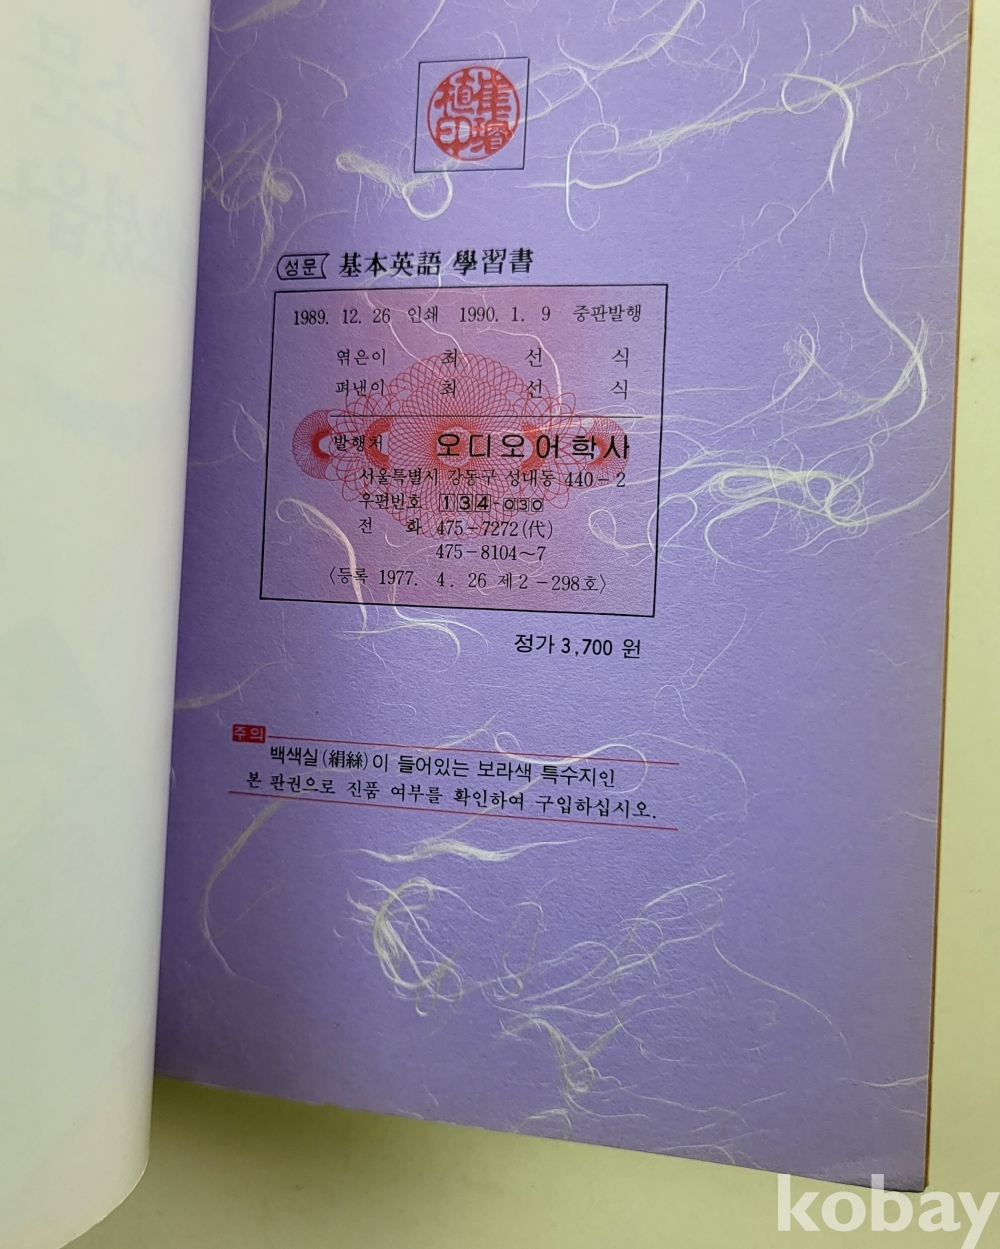 성문 基本英語 學習書
1989. 12. 26 인쇄 1990. 1. 9 중판발행
엮은이 최 선 식
펴낸이 최 선 식
발행처 오디오어학사
서울특별시 강동구 성내동 440-2
우편번호 134-030
전 화 475-7272(代)
475-8104~7
〈등록 1977. 4. 26 제2-298호〉
정가 3,700 원
주의
백색실(絹絲)이 들어있는 보라색 특수지인
본 판권으로 진품 여부를 확인하여 구입하십시오.
kobay